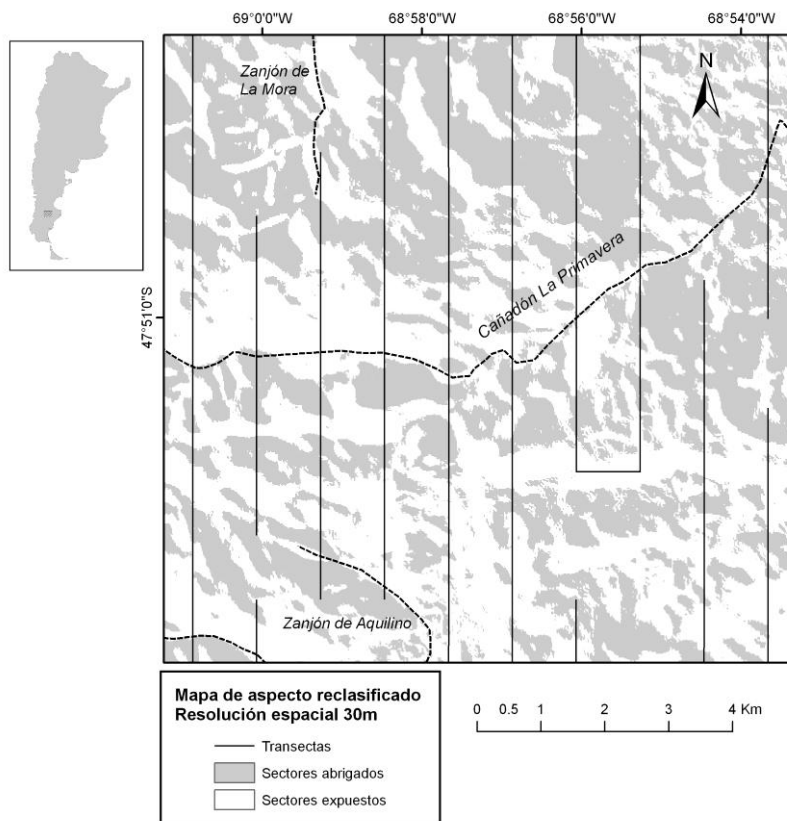 69°0'0"W
68°58'0"W
68°56'0"W
68°54'0"W
Zanjón de
La Mora
N
Cañadón La Primavera
47°51'0"S
Zanjón de Aquilino
Mapa de aspecto reclasificado
Resolución espacial 30m
Transectas
Sectores abrigados
Sectores expuestos
0 0.5 1 2 3 4 Km